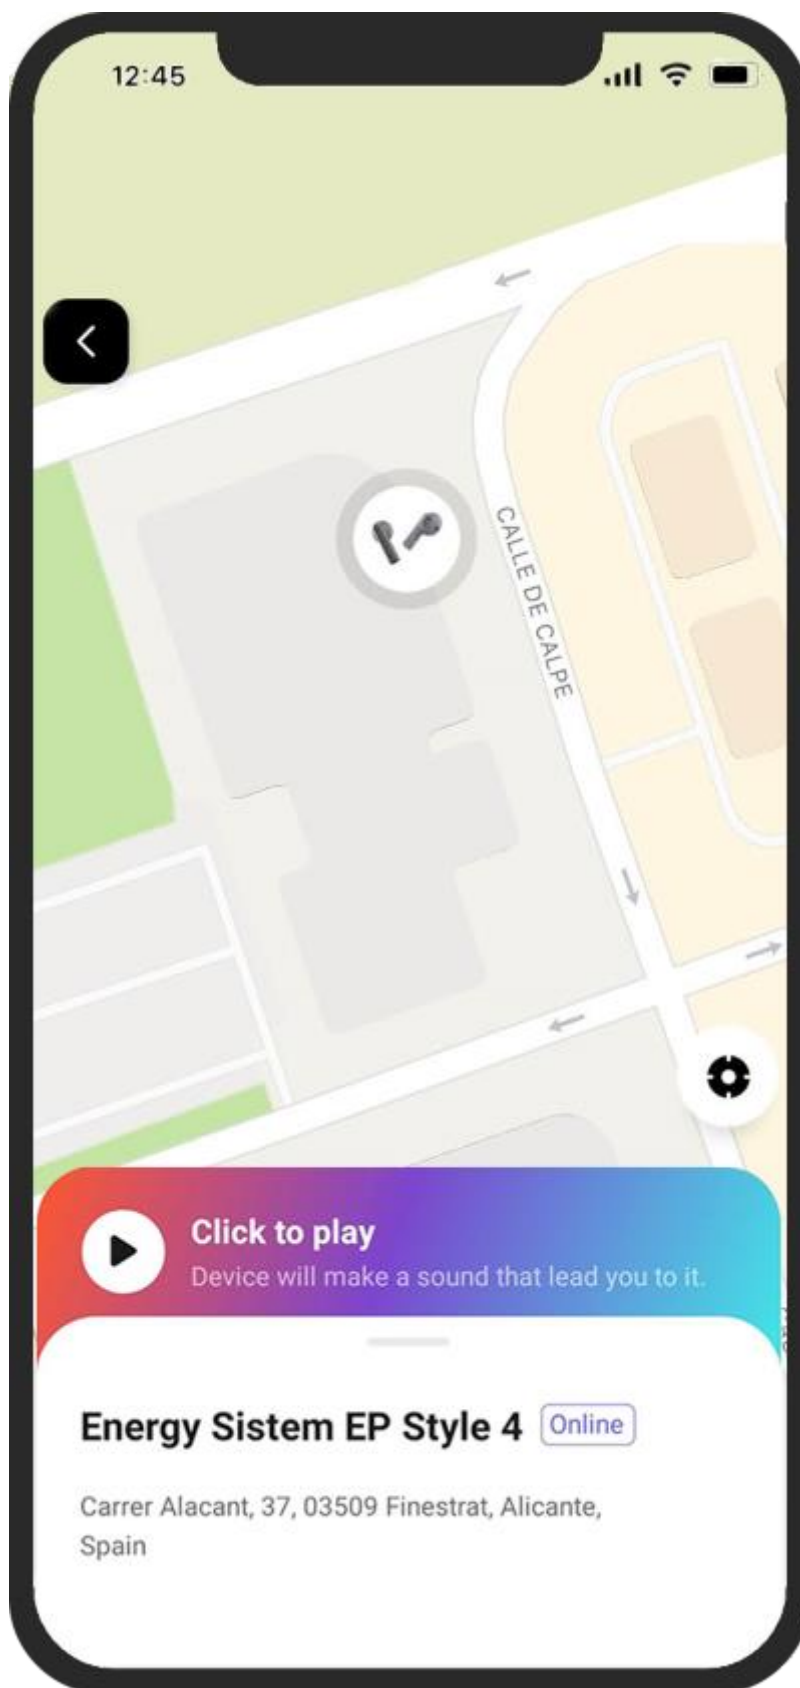 12:45
CALLE DE CALPE
Click to play
Device will make a sound that lead you to it.
Energy Sistem EP Style 4
Online
Carrer Alacant, 37, 03509 Finestrat, Alicante,
Spain